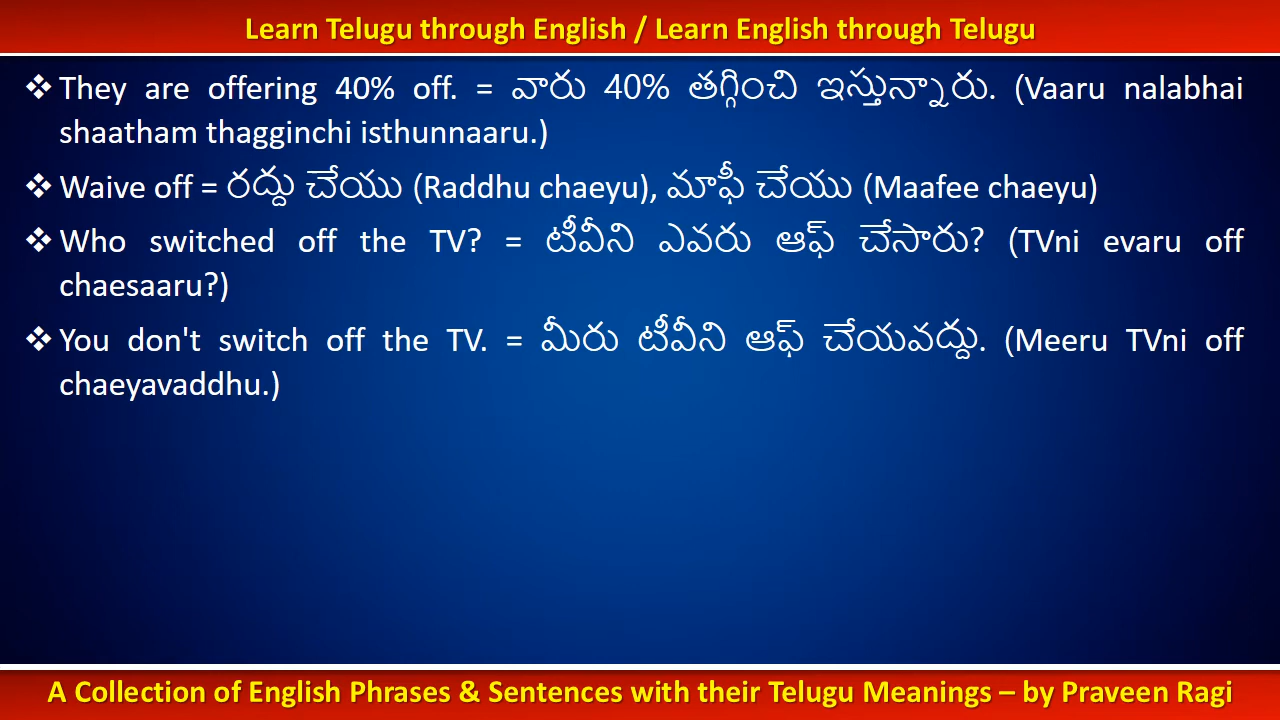 Learn Telugu through English / Learn English through Telugu
❖ They are offering 40% off. = వారు 40% తగ్గించి ఇస్తున్నారు. (Vaaru nalabhai
shaatham thagginchi isthunnaaru.)
❖ Waive off = రద్దు చేయు (Raddhu chaeyu), మాఫీ చేయు (Maafee chaeyu)
❖ Who switched off the TV? = టీవీని ఎవరు ఆఫ్ చేసారు? (TVni evaru off
chaesaaru?)
❖ You don't switch off the TV. = మీరు టీవీని ఆఫ్ చేయవద్దు. (Meeru TVni off
chaeyavaddhu.)
A Collection of English Phrases & Sentences with their Telugu Meanings – by Praveen Ragi